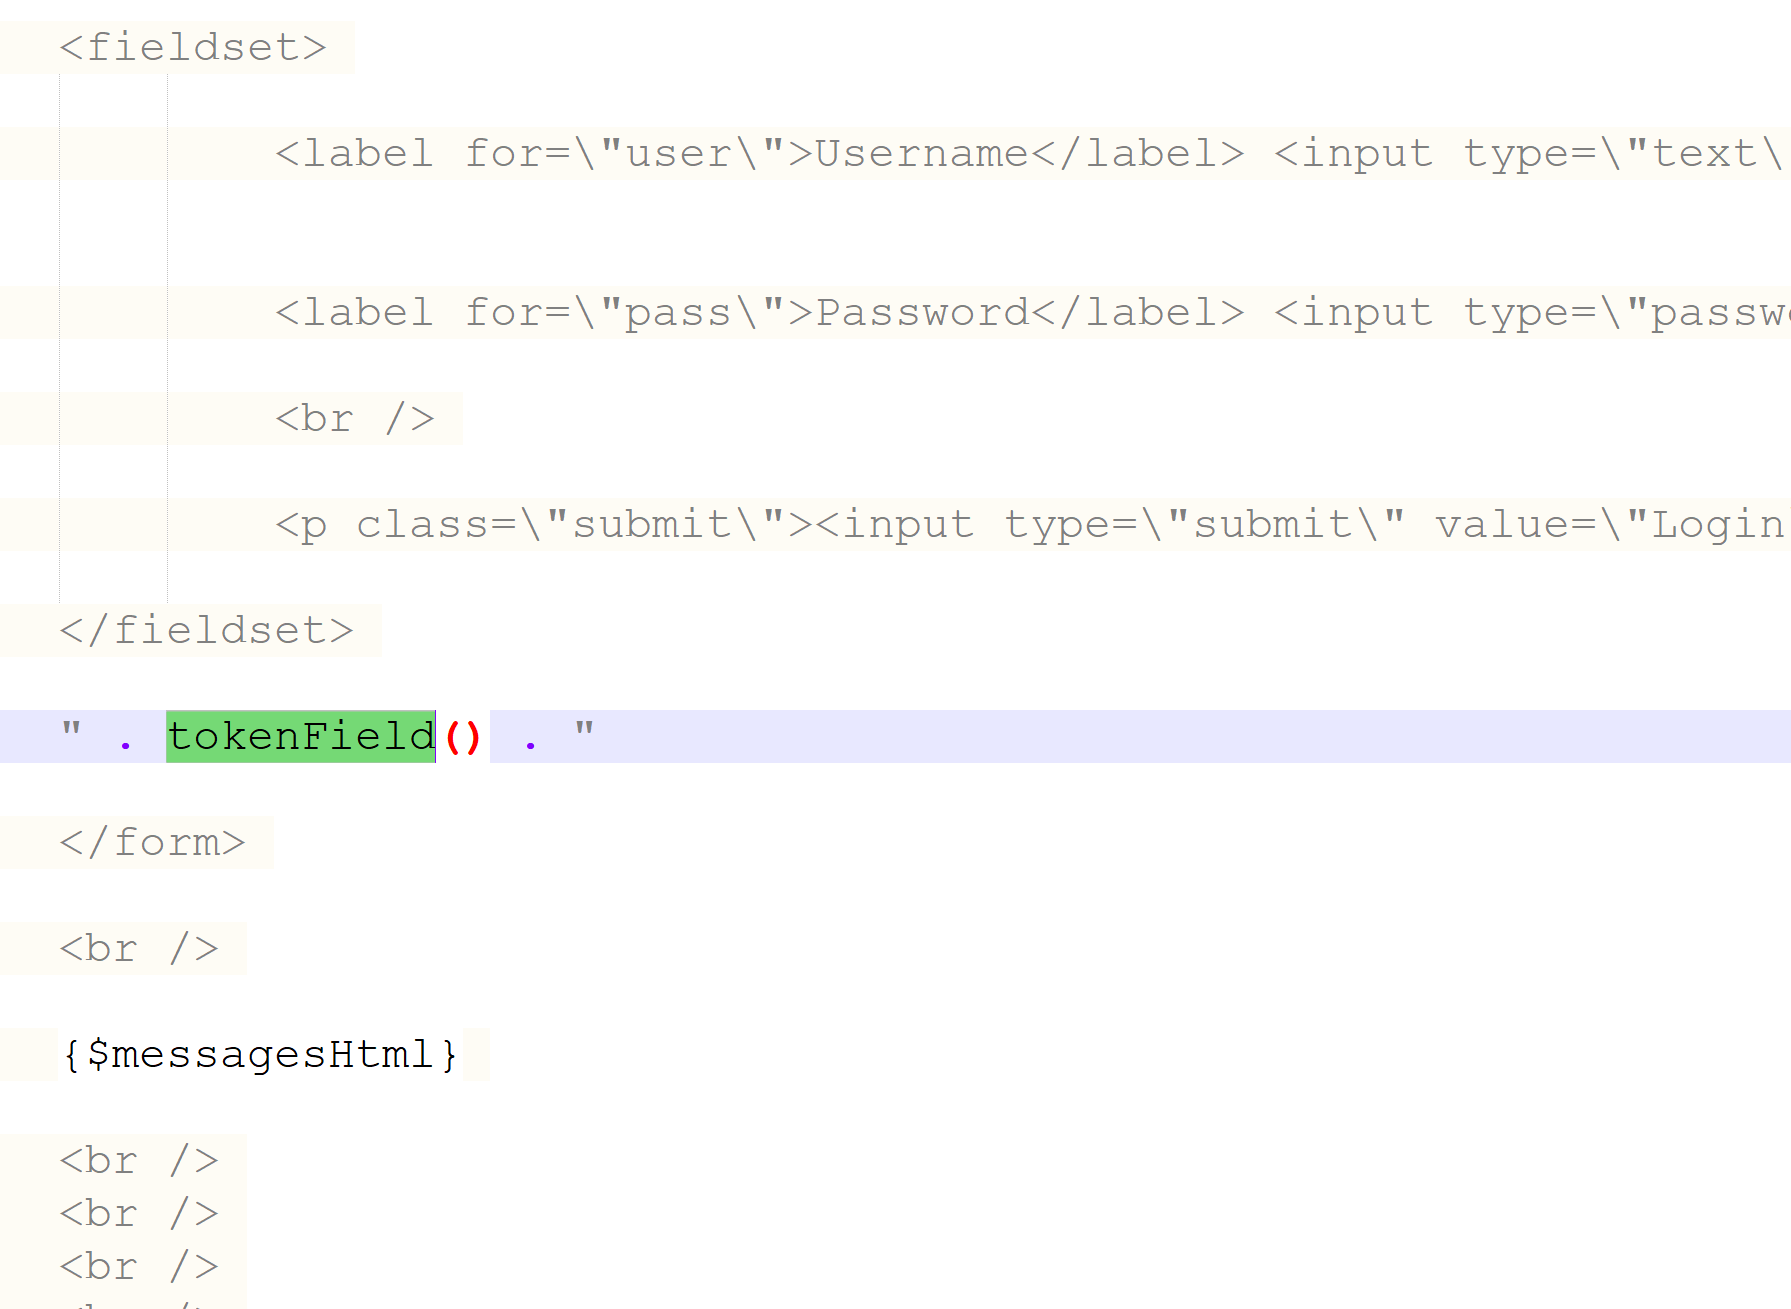 <fieldset>
<label for=\"user\">Username</label> <input type=\"text\
<label for=\"pass\">Password</label> <input type=\"passw
<br />
<p class=\"submit\"><input type=\"submit\" value=\"Login
</fieldset>
" . tokenField() . "
</form>
<br />
{$messagesHtml}
<br />
<br />
<br />